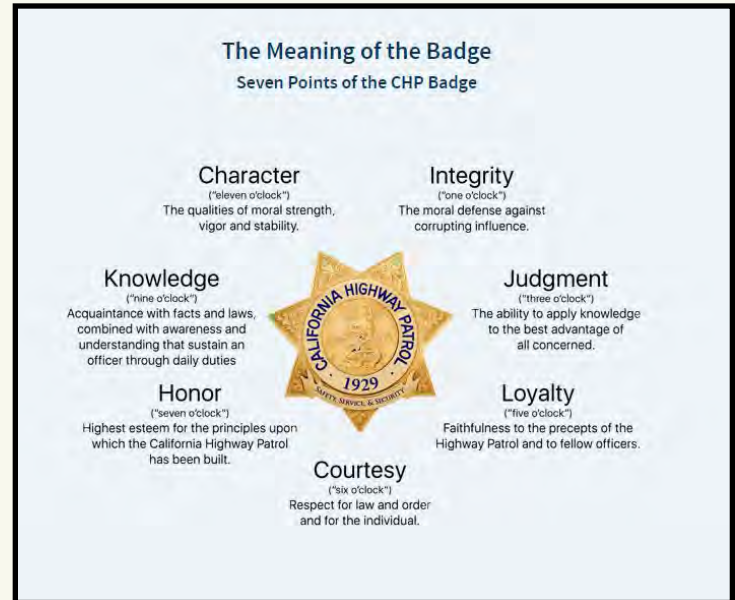 The Meaning of the Badge
Seven Points of the CHP Badge
Character
("eleven o'clock")
The qualities of moral strength,
vigor and stability.
Integrity
("one o'clock")
The moral defense against
corrupting influence.
Knowledge
("nine o'clock")
Acquaintance with facts and laws,
combined with awareness and
understanding that sustain an
officer through daily duties
Judgment
("three o'clock")
The ability to apply knowledge
to the best advantage of
all concerned.
CALIFORNIA HIGHWAY PATROL
1929
SAFETY, SERVICE, & SECURITY
Honor
("seven o'clock")
Highest esteem for the principles upon
which the California Highway Patrol
has been built.
Loyalty
("five o'clock")
Faithfulness to the precepts of the
Highway Patrol and to fellow officers.
Courtesy
("six o'clock")
Respect for law and order
and for the individual.